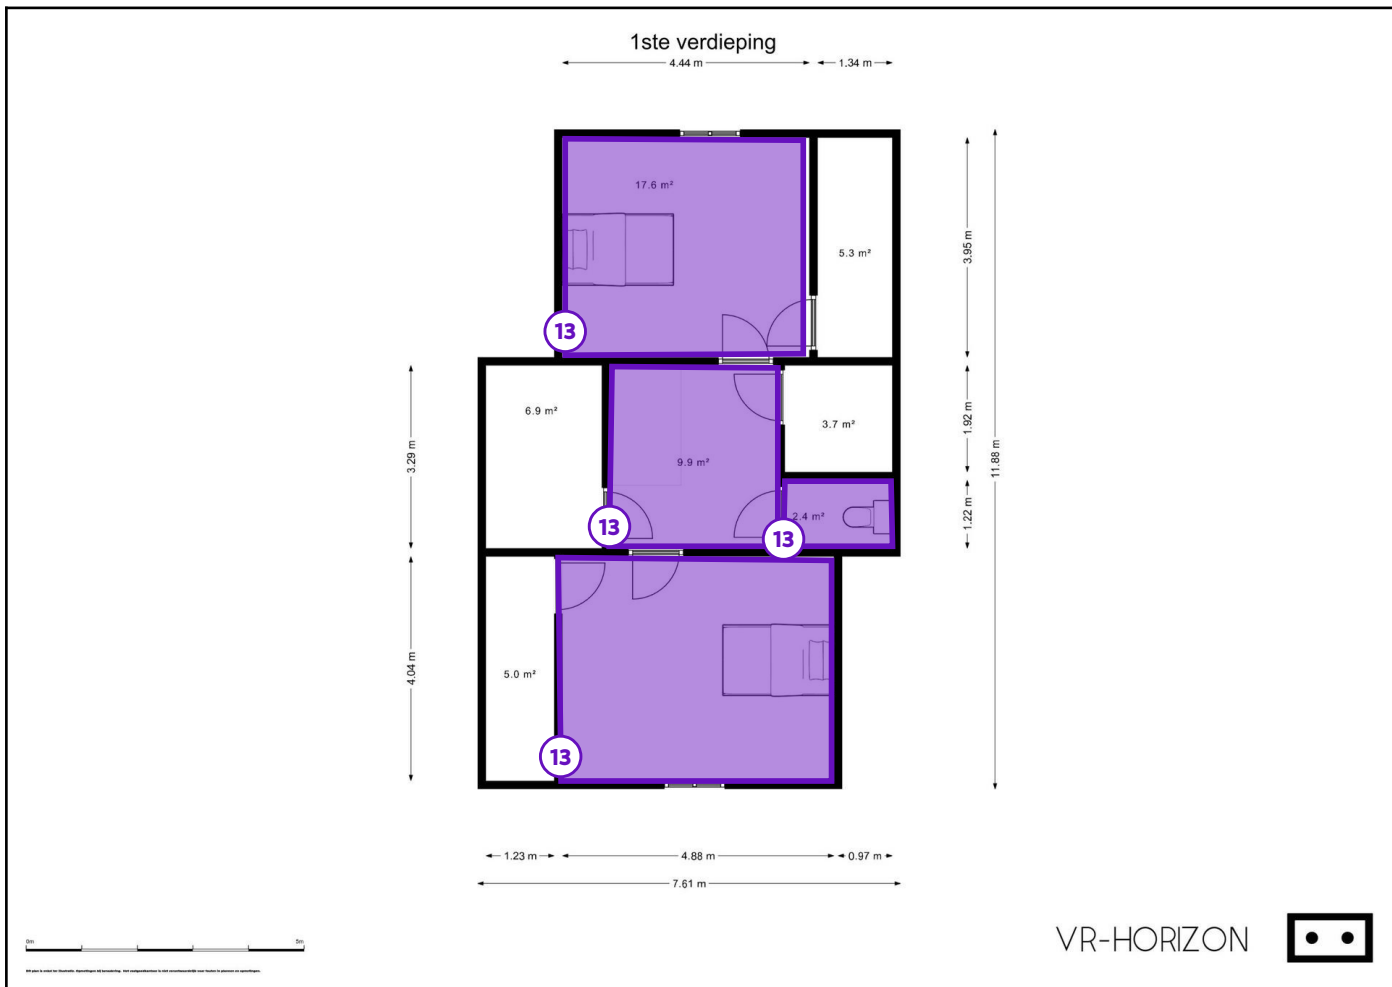 1ste verdieping
4.44 m
1.34 m
17.6 m²
5.3 m²
3.95 m
13
6.9 m²
3.7 m²
1.92 m
3.29 m
9.9 m²
11.88 m
13
2.4 m²
1.22 m
13
4.04 m
5.0 m²
13
1.23 m
4.88 m
0.97 m
7.61 m
0m
5m
VR-HORIZON